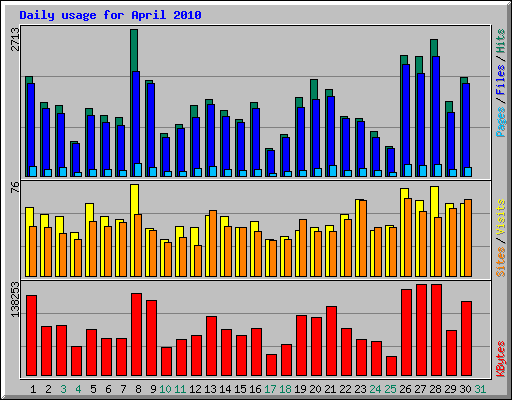 Daily usage for April 2010
2713
Pages / Files / Hits
76
Sites / Visits
138253
KBytes
1 2 3 4 5 6 7 8 9 10 11 12 13 14 15 16 17 18 19 20 21 22 23 24 25 26 27 28 29 30 31